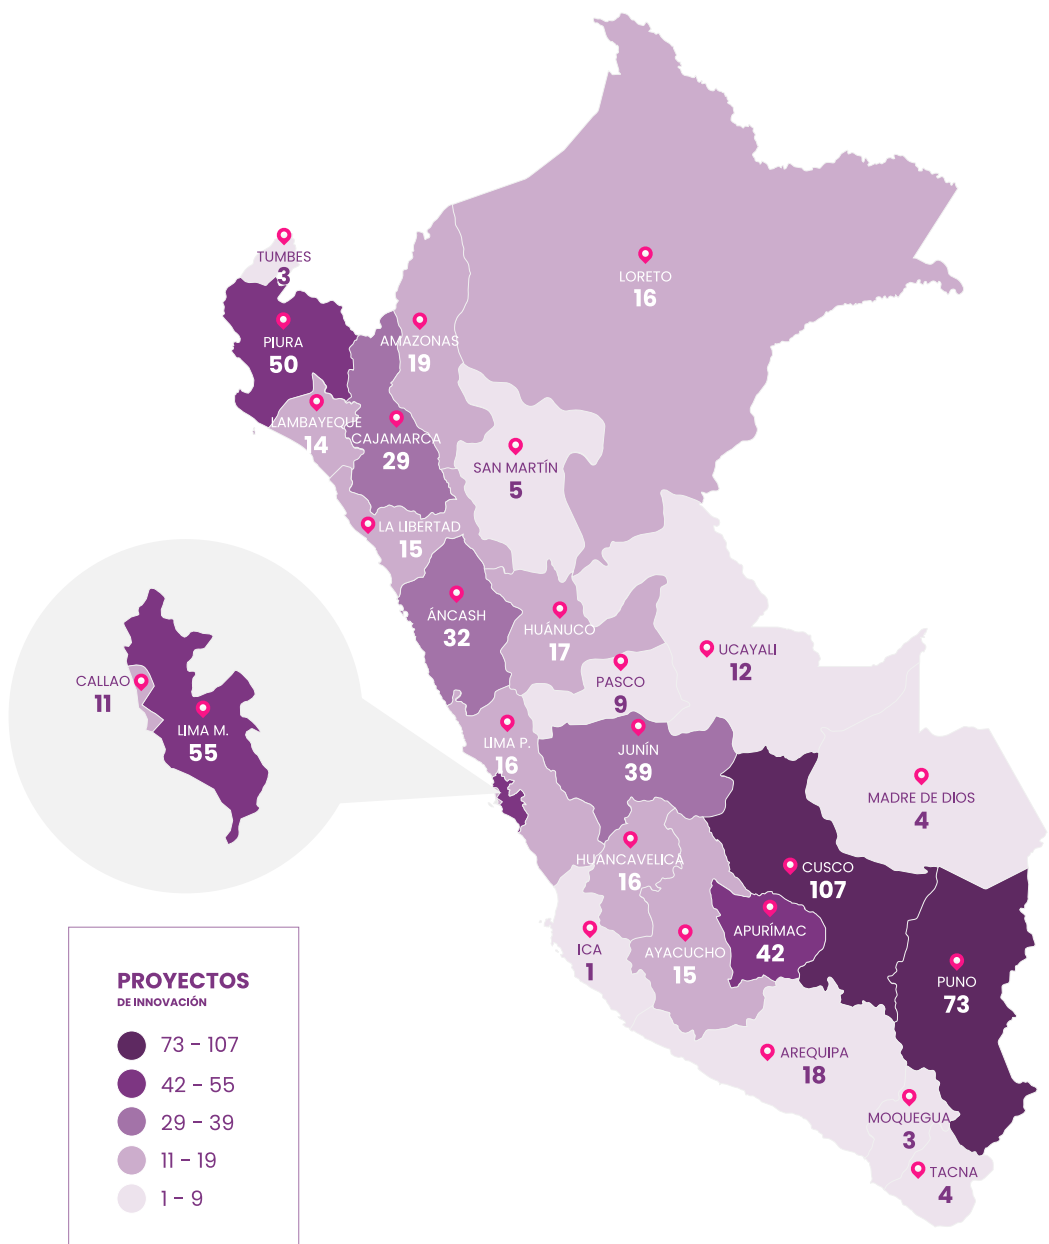 TUMBES
3
LORETO
16
PIURA
50
AMAZONAS
19
LAMBAYEQUE
14
CAJAMARCA
29
SAN MARTÍN
5
LA LIBERTAD
15
ÁNCASH
32
HUÁNUCO
17
UCAYALI
12
PASCO
9
CALLAO
11
LIMA M.
55
LIMA P.
16
JUNÍN
39
MADRE DE DIOS
4
HUANCAVELICA
16
CUSCO
107
APURÍMAC
42
ICA
1
AYACUCHO
15
PUNO
73
AREQUIPA
18
MOQUEGUA
3
TACNA
4
PROYECTOS
DE INNOVACIÓN
73 - 107
42 - 55
29 - 39
11 - 19
1 - 9